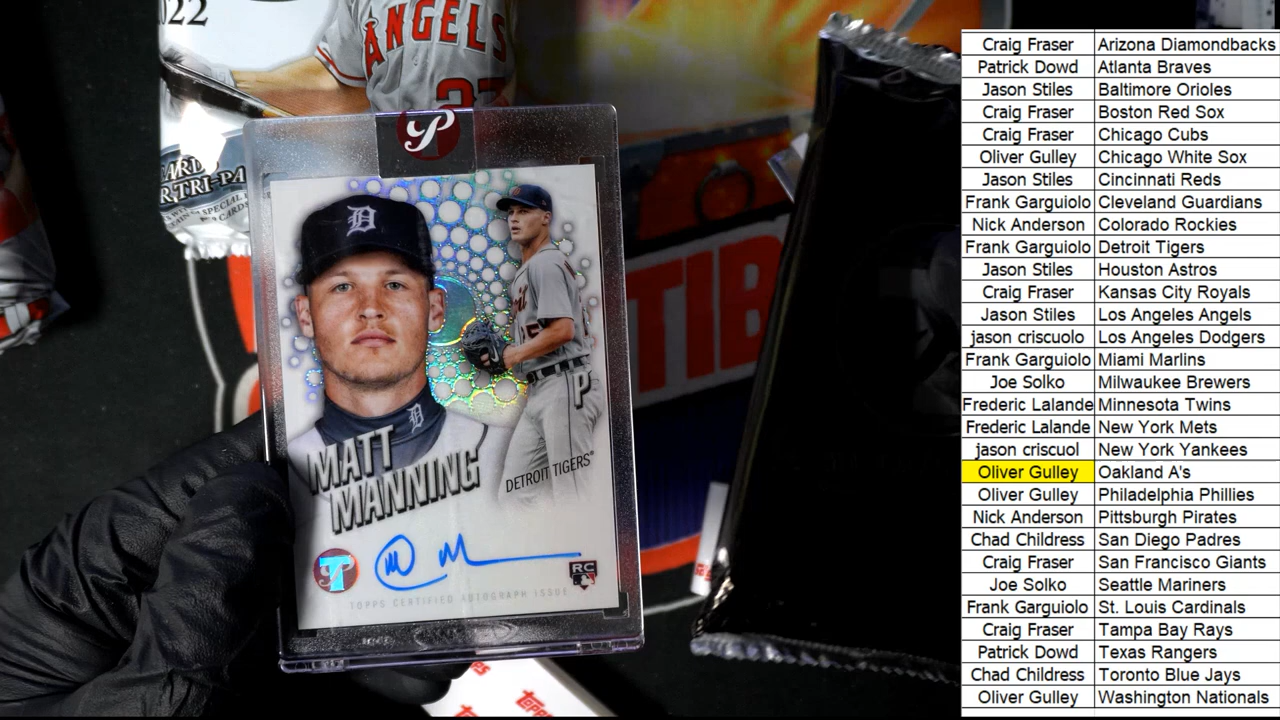 022
ANGELS
27
MATT
MANNING
DETROIT TIGERS
P
RC
TOPPS CERTIFIED AUTOGRAPH ISSUE
TOPPS
Craig Fraser Arizona Diamondbacks
Patrick Dowd Atlanta Braves
Jason Stiles Baltimore Orioles
Craig Fraser Boston Red Sox
Craig Fraser Chicago Cubs
Oliver Gulley Chicago White Sox
Jason Stiles Cincinnati Reds
Frank Garguiolo Cleveland Guardians
Nick Anderson Colorado Rockies
Frank Garguiolo Detroit Tigers
Jason Stiles Houston Astros
Craig Fraser Kansas City Royals
Jason Stiles Los Angeles Angels
jason criscuolo Los Angeles Dodgers
Frank Garguiolo Miami Marlins
Joe Solko Milwaukee Brewers
Frederic Lalande Minnesota Twins
Frederic Lalande New York Mets
jason criscuol New York Yankees
Oliver Gulley Oakland A's
Oliver Gulley Philadelphia Phillies
Nick Anderson Pittsburgh Pirates
Chad Childress San Diego Padres
Craig Fraser San Francisco Giants
Joe Solko Seattle Mariners
Frank Garguiolo St. Louis Cardinals
Craig Fraser Tampa Bay Rays
Patrick Dowd Texas Rangers
Chad Childress Toronto Blue Jays
Oliver Gulley Washington Nationals